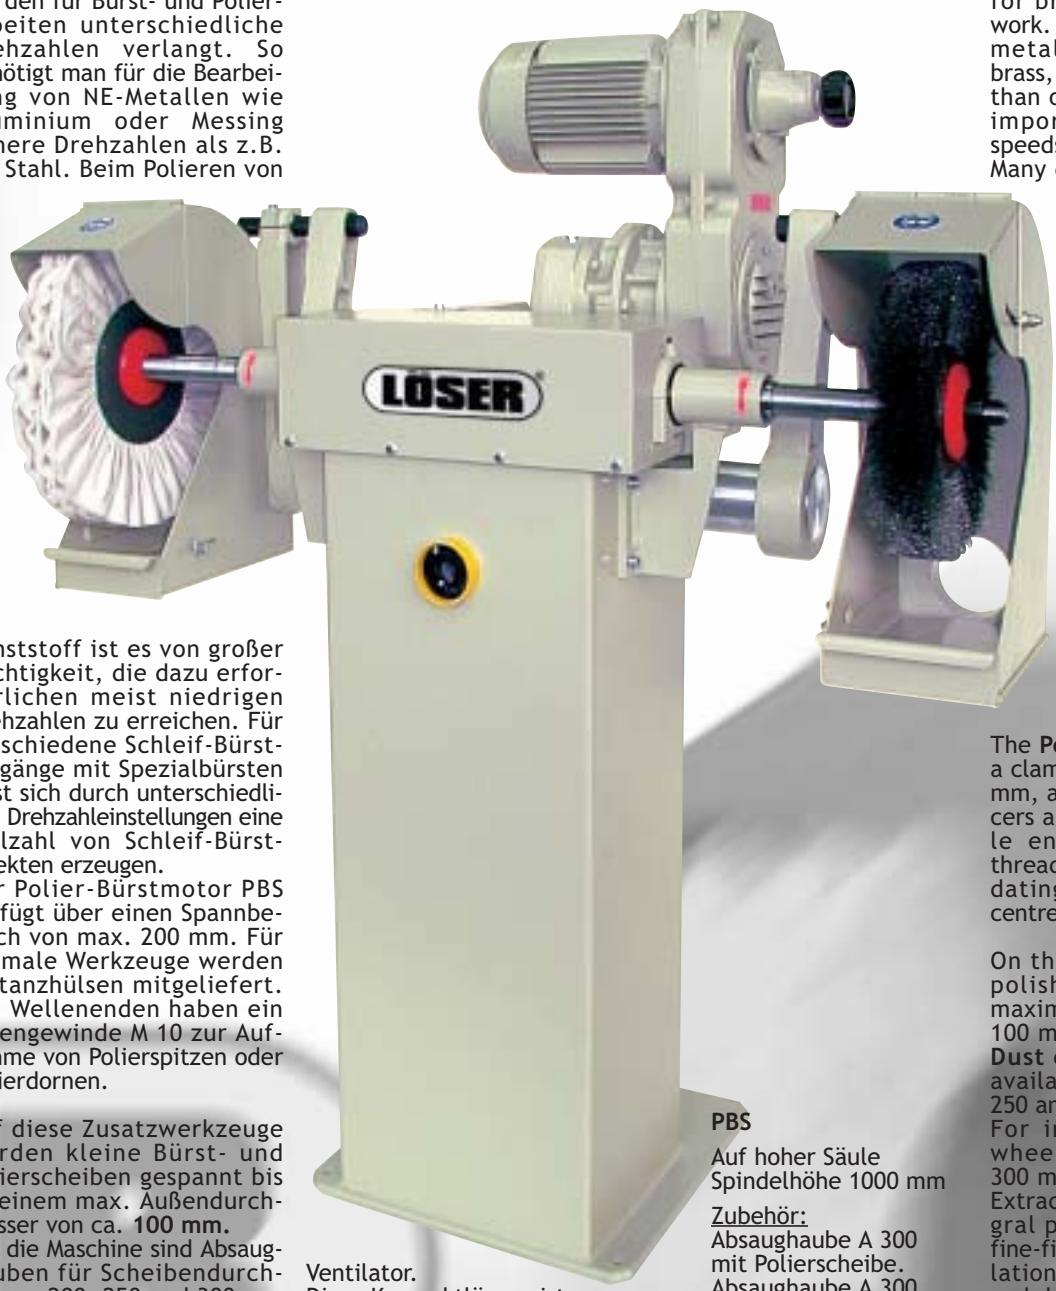 den für Bürst- und Polier-
beiten unterschiedliche
ehzahlen verlangt. So
nötigt man für die Bearbei-
ng von NE-Metallen wie
uminium oder Messing
here Drehzahlen als z.B.
Stahl. Beim Polieren von
LÖSER
nststoff ist es von großer
chtigkeit, die dazu erfor-
rlichen meist niedrigen
ehzahlen zu erreichen. Für
schiedene Schleif-Bürst-
gänge mit Spezialbürsten
st sich durch unterschiedli-
Drehzahleinstellungen eine
lzahl von Schleif-Bürst-
ekten erzeugen.
r Polier-Bürstmotor PBS
fügt über einen Spannbe-
ch von max. 200 mm. Für
male Werkzeuge werden
tanzhülsen mitgeliefert.
Wellenenden haben ein
engewinde M 10 zur Auf-
me von Polierspitzen oder
ierdornen.
f diese Zusatzwerkzeuge
rden kleine Bürst- und
ierscheiben gespannt bis
einem max. Außendurch-
sser von ca. 100 mm.
die Maschine sind Absaug-
uben für Scheibendurch-
Ventilator.
PBS
Auf hoher Säule
Spindelhöhe 1000 mm
Zubehör:
Absaughaube A 300
mit Polierscheibe.
Absaughaube A 300
for br
work.
metal
brass,
than o
impor
speeds
Many
The Po
a clam
mm, a
cers a
le en
thread
dating
centre
On th
polish
maxim
100 m
Dust
availa
250 an
For in
whee
300 m
Extrac
gral p
fine-fi
lation